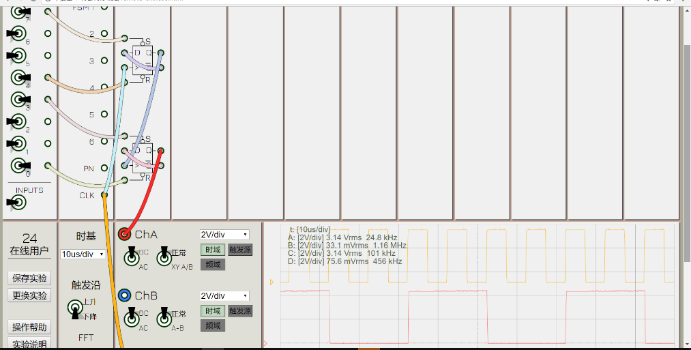 FSM 1
2
S
D Q
3
R
4
5
6
S
D Q
R
PN
INPUTS
CLK
24
在线用户
保存实验
更换实验
操作帮助
实验说明
时基
10us/div
触发沿
上升
下降
FFT
ChA
2V/div
DC
AC
正常
XY A/B
时域
触发源
频域
ChB
2V/div
DC
AC
正常
A-B
时域
触发源
频域
t: [10us/div]
A: [2V/div] 3.14 Vrms 24.8 kHz
B: [2V/div] 33.1 mVrms 1.16 MHz
C: [2V/div] 3.14 Vrms 101 kHz
D: [2V/div] 75.6 mVrms 456 kHz